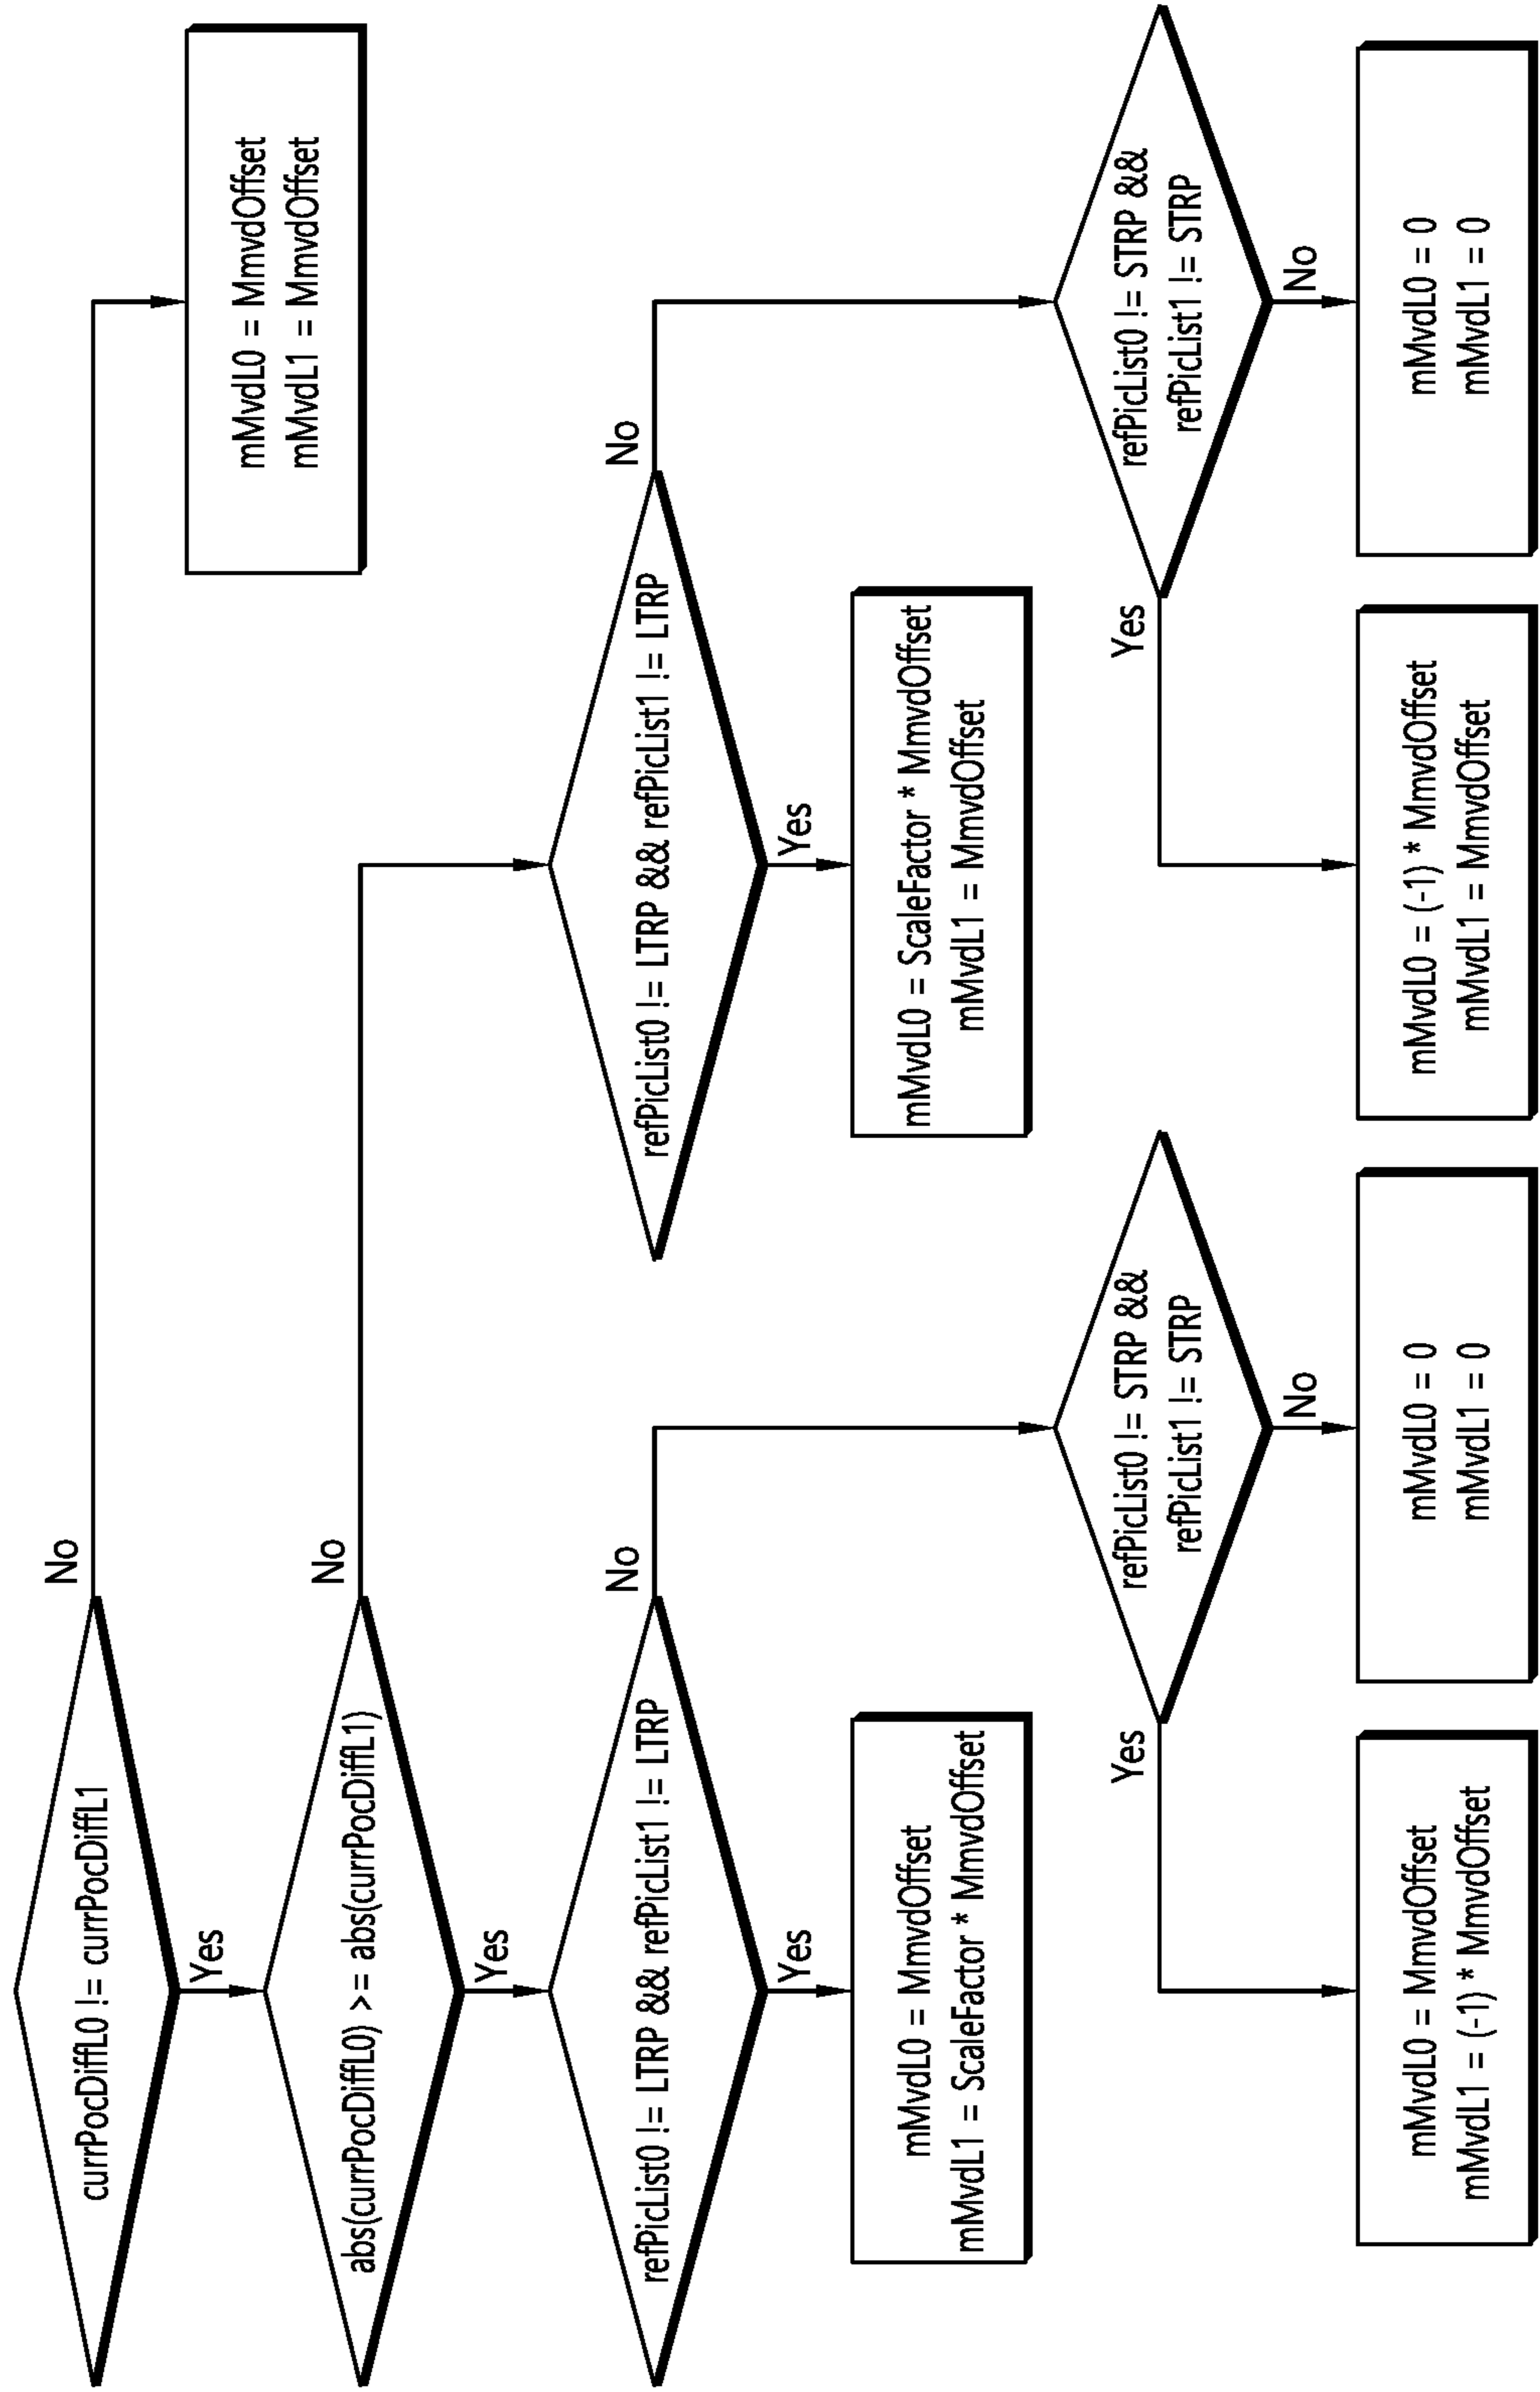 currPocDiffL0 != currPocDiffL1
No
Yes
mMvdL0 = MmvdOffset
mMvdL1 = MmvdOffset
abs(currPocDiffL0) >= abs(currPocDiffL1)
No
Yes
refPicList0 != LTRP && refPicList1 != LTRP
No
Yes
refPicList0 != LTRP && refPicList1 != LTRP
No
Yes
mMvdL0 = MmvdOffset
mMvdL1 = ScaleFactor * MmvdOffset
mMvdL0 = ScaleFactor * MmvdOffset
mMvdL1 = MmvdOffset
Yes
refPicList0 != STRP &&
refPicList1 != STRP
No
Yes
refPicList0 != STRP &&
refPicList1 != STRP
No
mMvdL0 = MmvdOffset
mMvdL1 = (-1) * MmvdOffset
mMvdL0 = 0
mMvdL1 = 0
mMvdL0 = (-1) * MmvdOffset
mMvdL1 = MmvdOffset
mMvdL0 = 0
mMvdL1 = 0